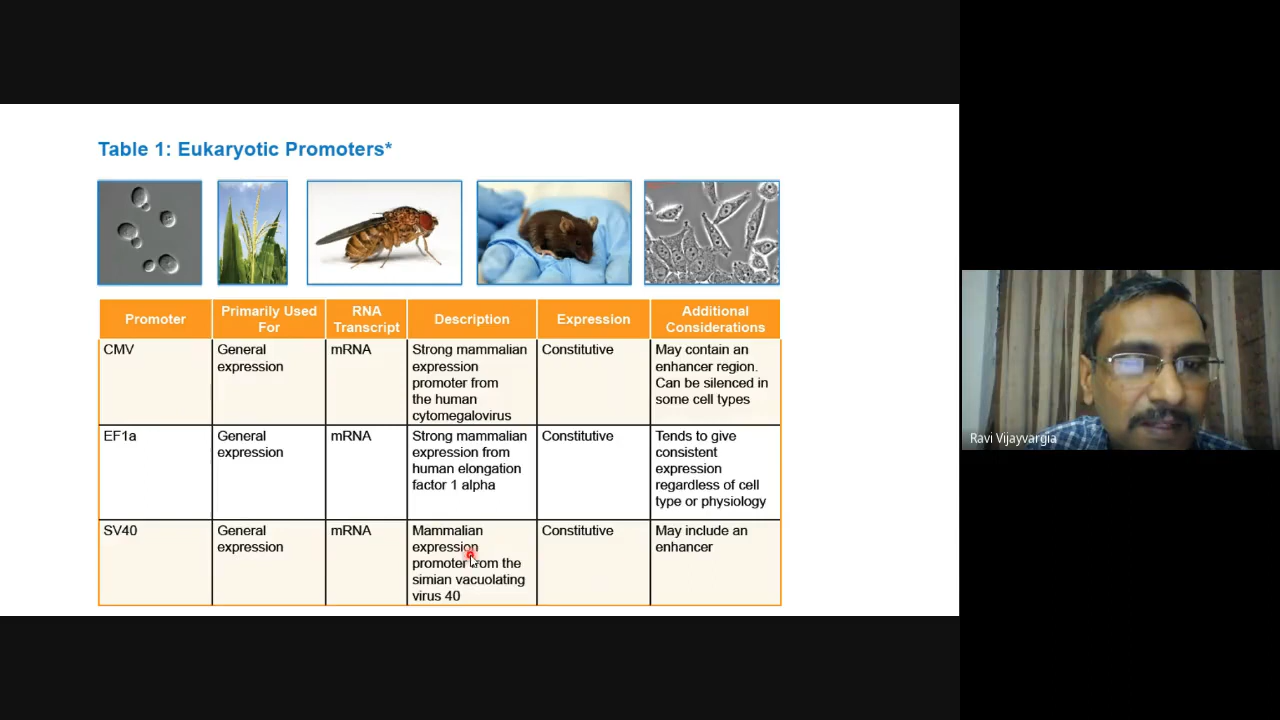 Table 1: Eukaryotic Promoters*
Promoter
Primarily Used
For
RNA
Transcript
Description
Expression
Additional
Considerations
CMV
General
expression
mRNA
Strong mammalian
expression
promoter from
the human
cytomegalovirus
Constitutive
May contain an
enhancer region.
Can be silenced in
some cell types
EF1a
General
expression
mRNA
Strong mammalian
expression from
human elongation
factor 1 alpha
Constitutive
Tends to give
consistent
expression
regardless of cell
type or physiology
SV40
General
expression
mRNA
Mammalian
expression
promoter from the
simian vacuolating
virus 40
Constitutive
May include an
enhancer
Ravi Vijayvargia